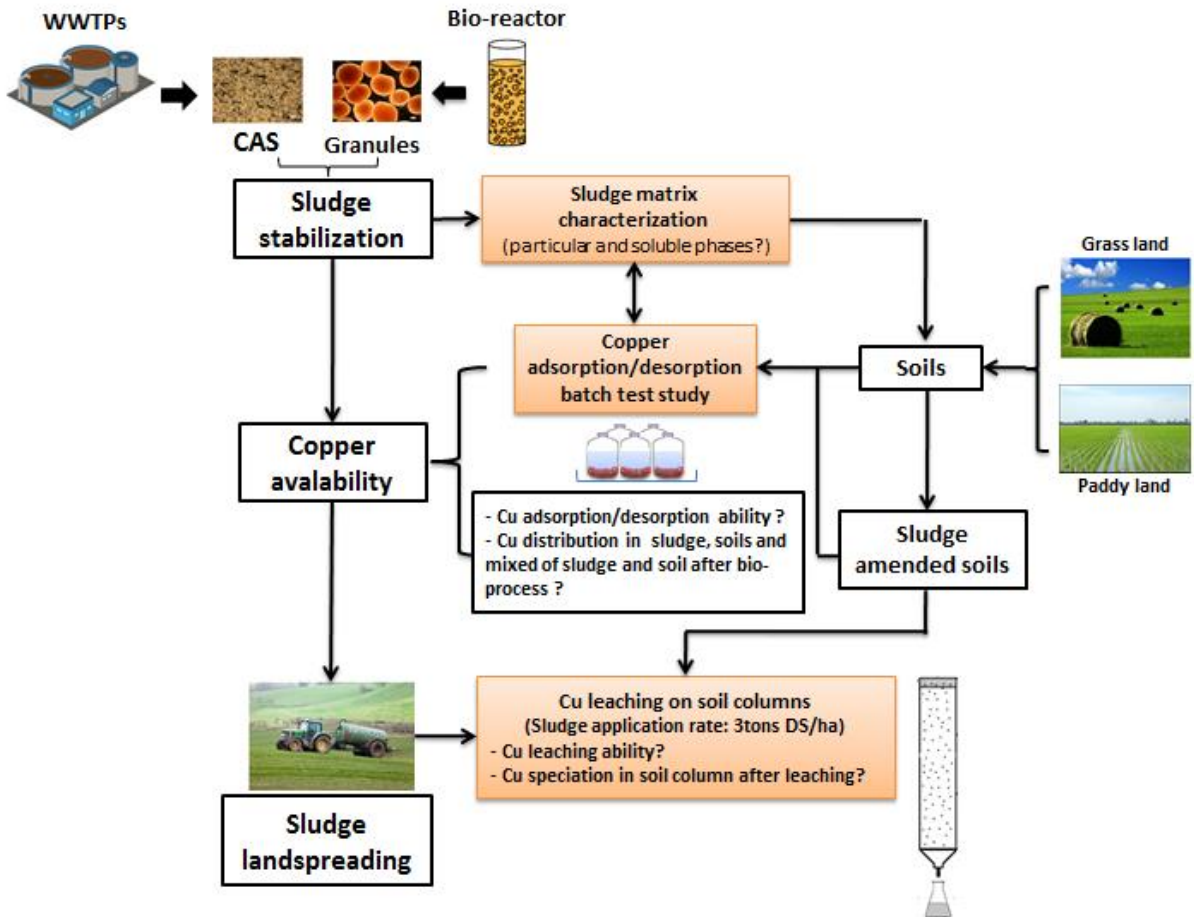 WWTPs
Bio-reactor
CAS
Granules
Sludge
stabilization
Sludge matrix
characterization
(particular and soluble phases?)
Grass land
Copper
adsorption/desorption
batch test study
Soils
Copper
avalability
Paddy land
- Cu adsorption/desorption ability ?
- Cu distribution in sludge, soils and
mixed of sludge and soil after bio-
process ?
Sludge
amended soils
Cu leaching on soil columns
(Sludge application rate: 3tons DS/ha)
- Cu leaching ability?
- Cu speciation in soil column after leaching?
Sludge
landspreading